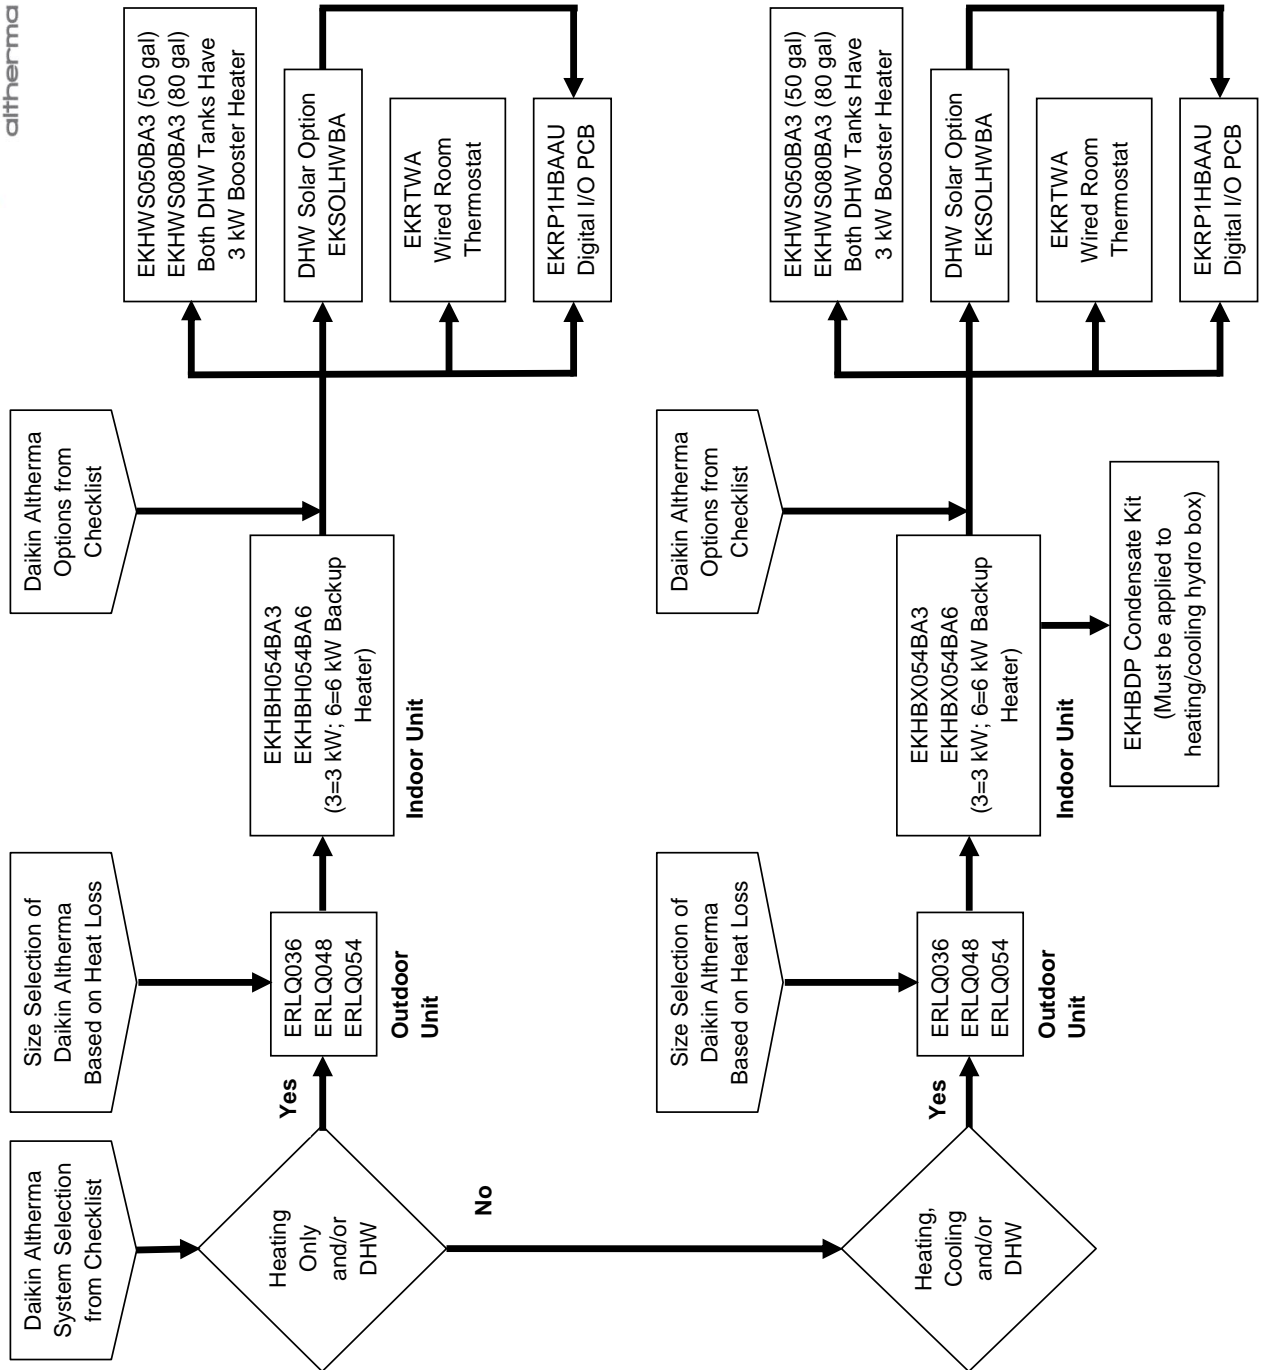 altherma
Daikin Altherma
System Selection
from Checklist
Size Selection of
Daikin Altherma
Based on Heat Loss
Daikin Altherma
Options from
Checklist
Heating
Only
and/or
DHW
Yes
No
ERLQ036
ERLQ048
ERLQ054
Outdoor
Unit
EKHBH054BA3
EKHBH054BA6
(3=3 kW; 6=6 kW Backup
Heater)
Indoor Unit
EKHWS050BA3 (50 gal)
EKHWS080BA3 (80 gal)
Both DHW Tanks Have
3 kW Booster Heater
DHW Solar Option
EKSOLHWBA
EKRTWA
Wired Room
Thermostat
EKRP1HBAAU
Digital I/O PCB
Size Selection of
Daikin Altherma
Based on Heat Loss
Daikin Altherma
Options from
Checklist
Heating,
Cooling
and/or
DHW
Yes
ERLQ036
ERLQ048
ERLQ054
Outdoor
Unit
EKHBX054BA3
EKHBX054BA6
(3=3 kW; 6=6 kW Backup
Heater)
Indoor Unit
EKHBDP Condensate Kit
(Must be applied to
heating/cooling hydro box)
EKHWS050BA3 (50 gal)
EKHWS080BA3 (80 gal)
Both DHW Tanks Have
3 kW Booster Heater
DHW Solar Option
EKSOLHWBA
EKRTWA
Wired Room
Thermostat
EKRP1HBAAU
Digital I/O PCB